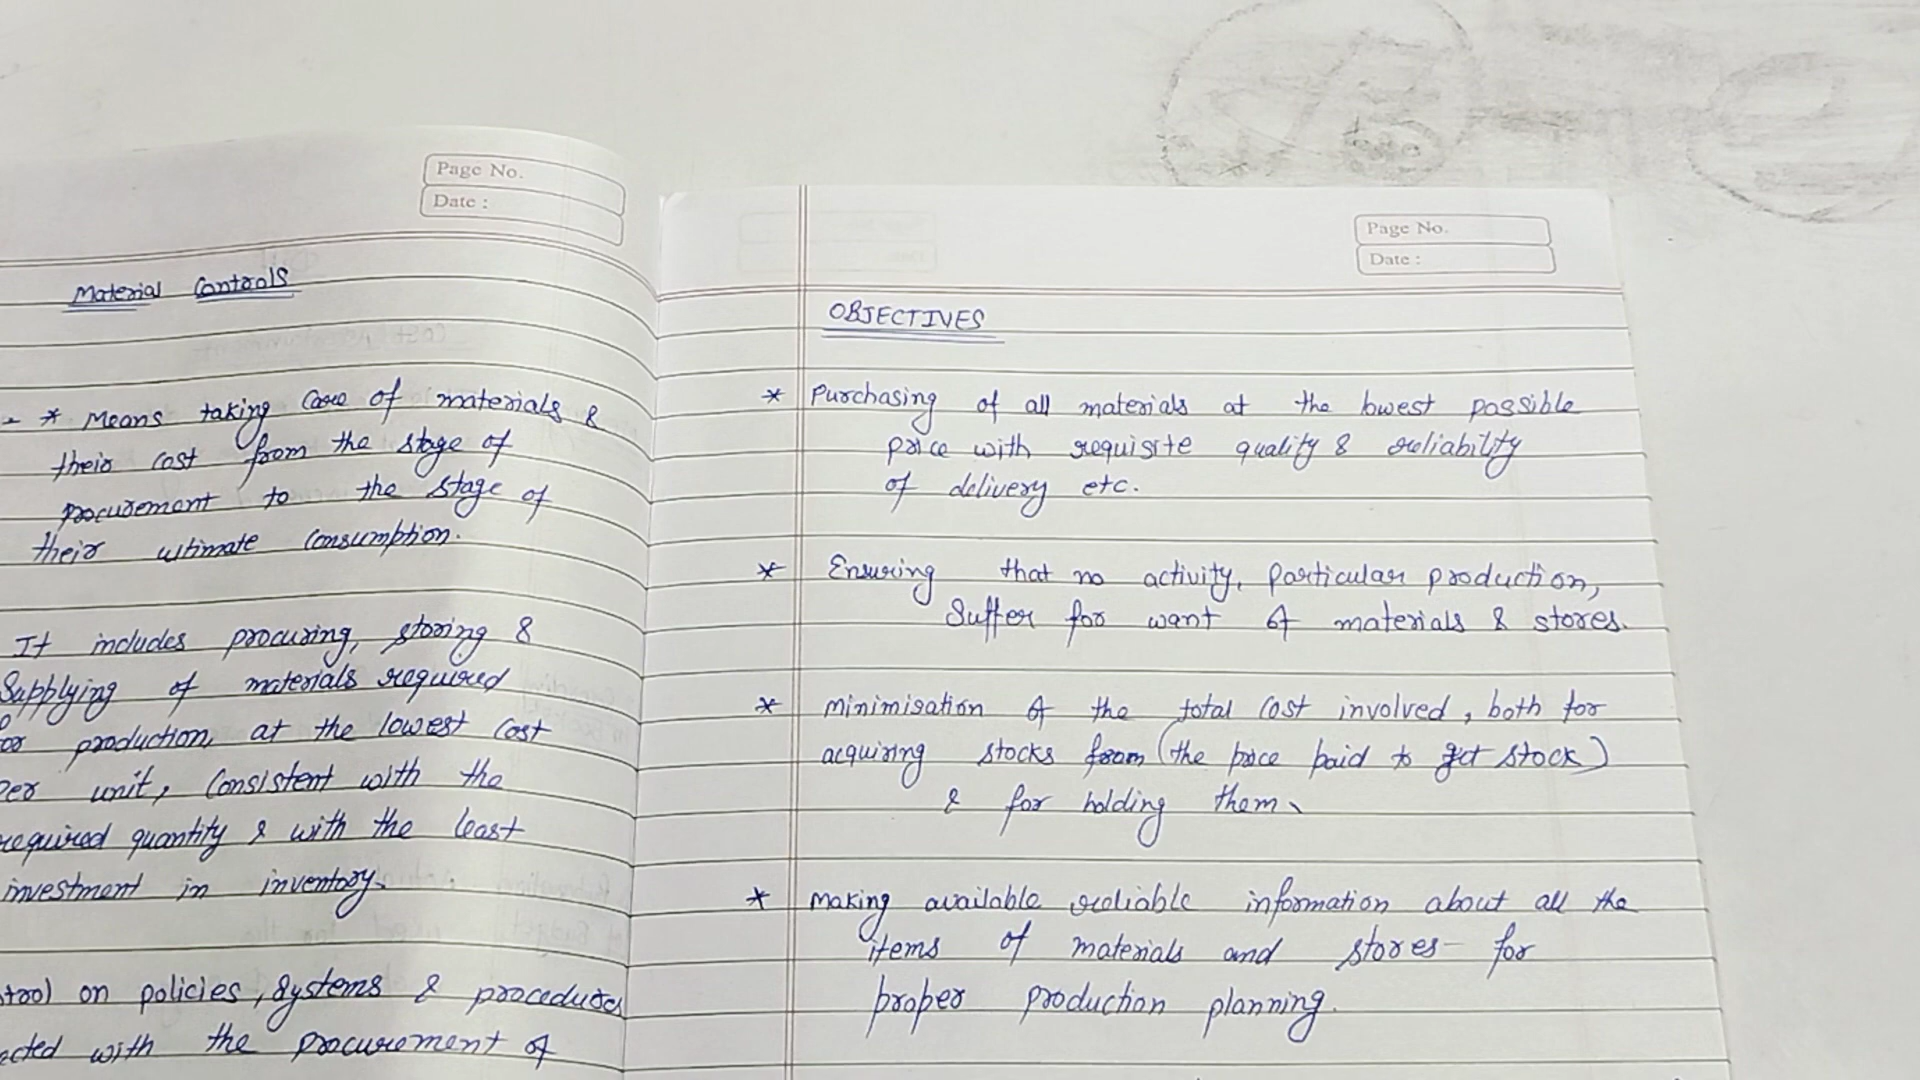 Page No.
Date :
Material Controls
* Means taking Care of materials &
their cost from the stage of
procurement to the stage of
their ultimate Consumption.
It includes procuring, storing &
Supplying of materials required
production, at the lowest Cost
unit, Consistent with the
required quantity & with the least
investment in inventory.
on policies, Systems & procedures
with the procurement of
Page No.
Date :
OBJECTIVES
* Purchasing of all materials at the lowest possible
price with requisite quality & reliability
of delivery etc.
* Ensuring that no activity, Particular production,
Suffer for want of materials & stores.
* minimisation of the total Cost involved, both for
acquiring stocks from (the price paid to get stock)
& for holding them.
* Making available reliable information about all the
items of materials and stores - for
proper production planning.